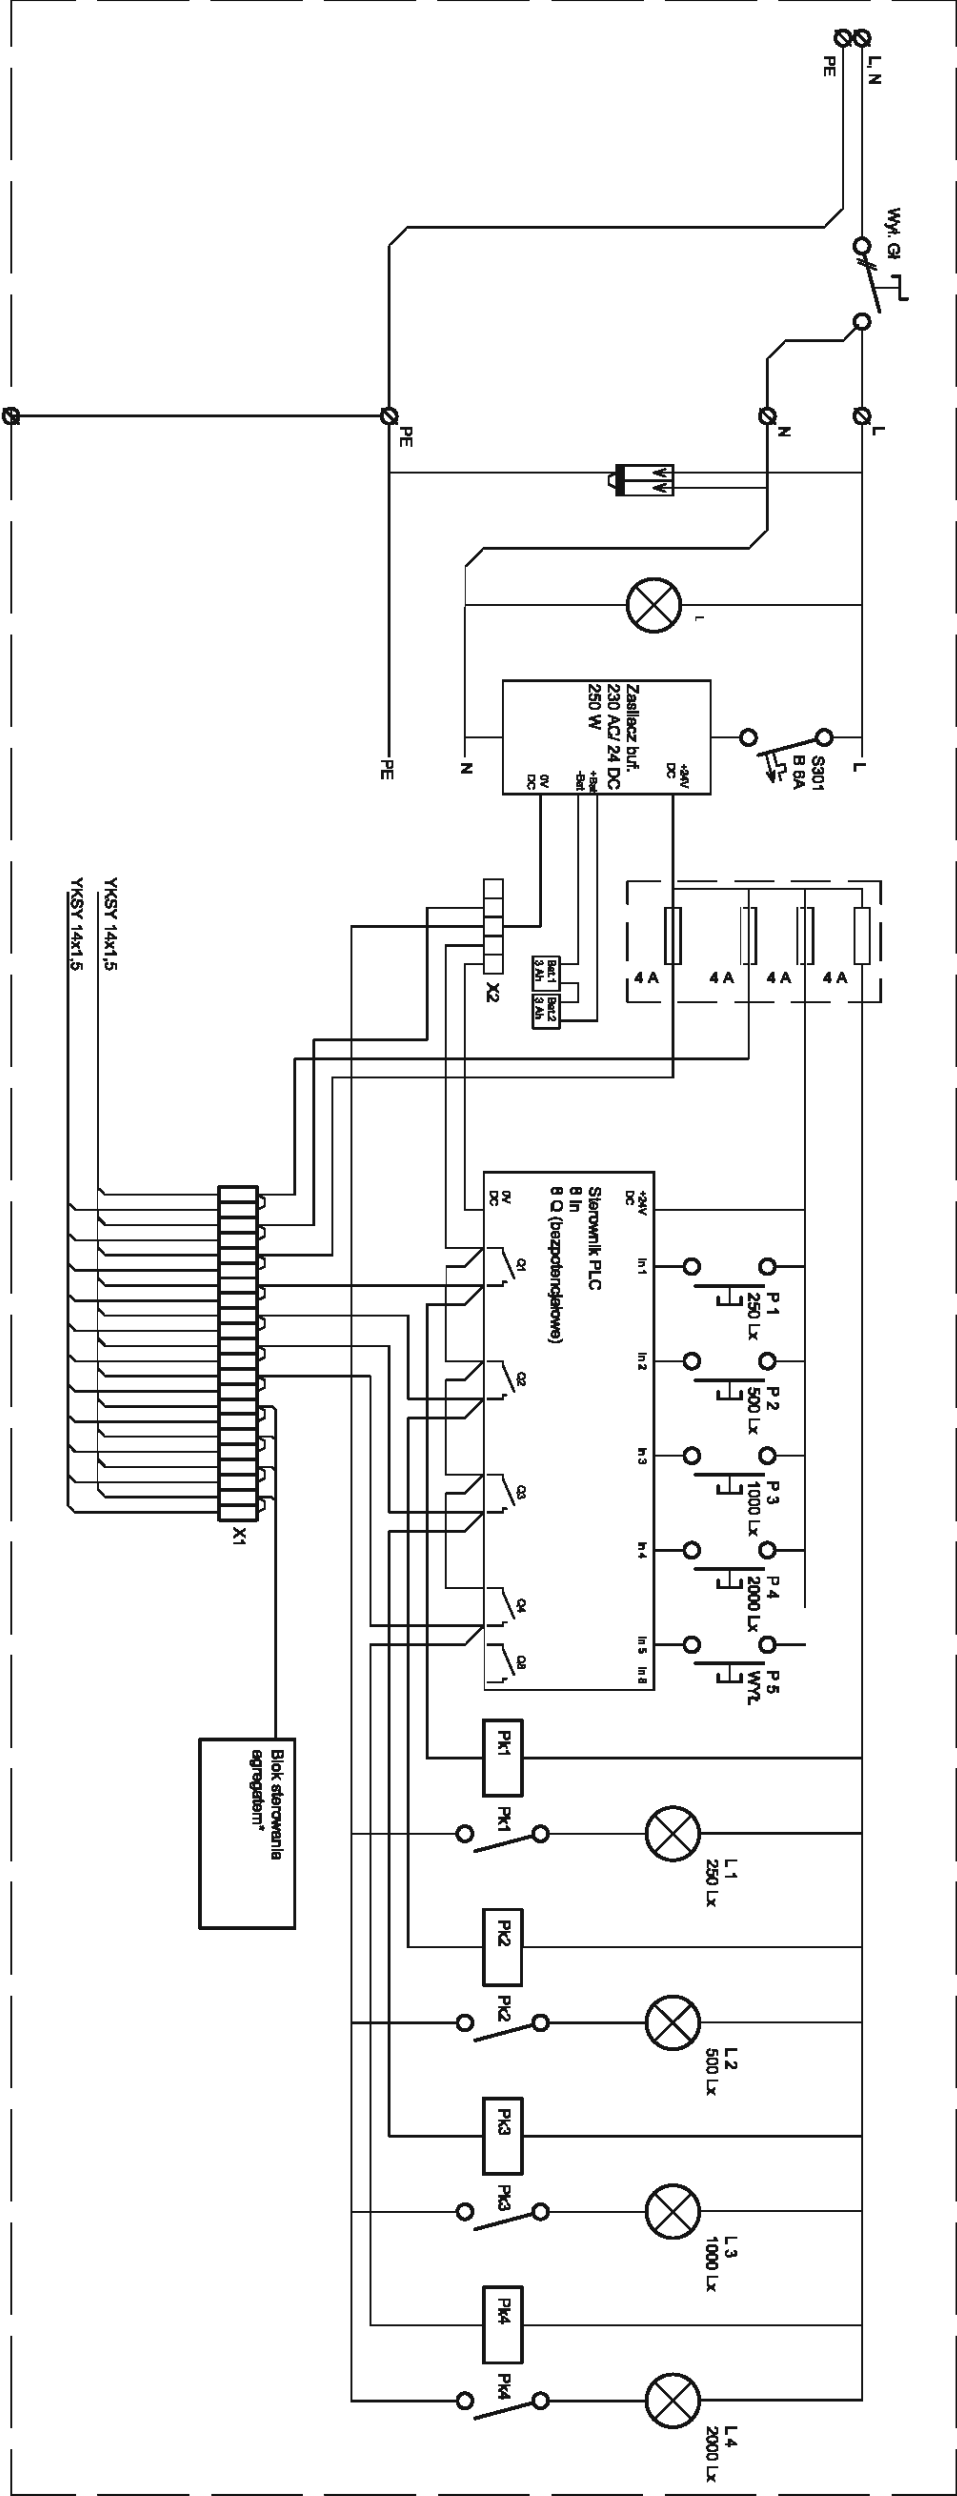 L, N
PE
Wył. Gł
L
N
PE
L
S301
B 6A
L
N
PE
Zasilacz buf.
230 AC/ 24 DC
250 W
+24V
DC
+Bat
-Bat
0V
DC
4 A
4 A
4 A
4 A
Bat.1
3 Ah
Bat.2
3 Ah
X2
YKSY 14x1,5
YKSY 14x1,5
X1
Sterownik PLC
8 In
8 Q (bezpotencjałowe)
+24V
DC
0V
DC
In 1
In 2
In 3
In 4
In 5
In 8
Q1
Q2
Q3
Q4
Q8
P 1
250 Lx
P 2
500 Lx
P 3
1000 Lx
P 4
2000 Lx
P 5
WYŁ
Blok sterowania
agregatem*
Pk1
Pk1
L 1
250 Lx
Pk2
Pk2
L 2
500 Lx
Pk3
Pk3
L 3
1000 Lx
Pk4
Pk4
L 4
2000 Lx